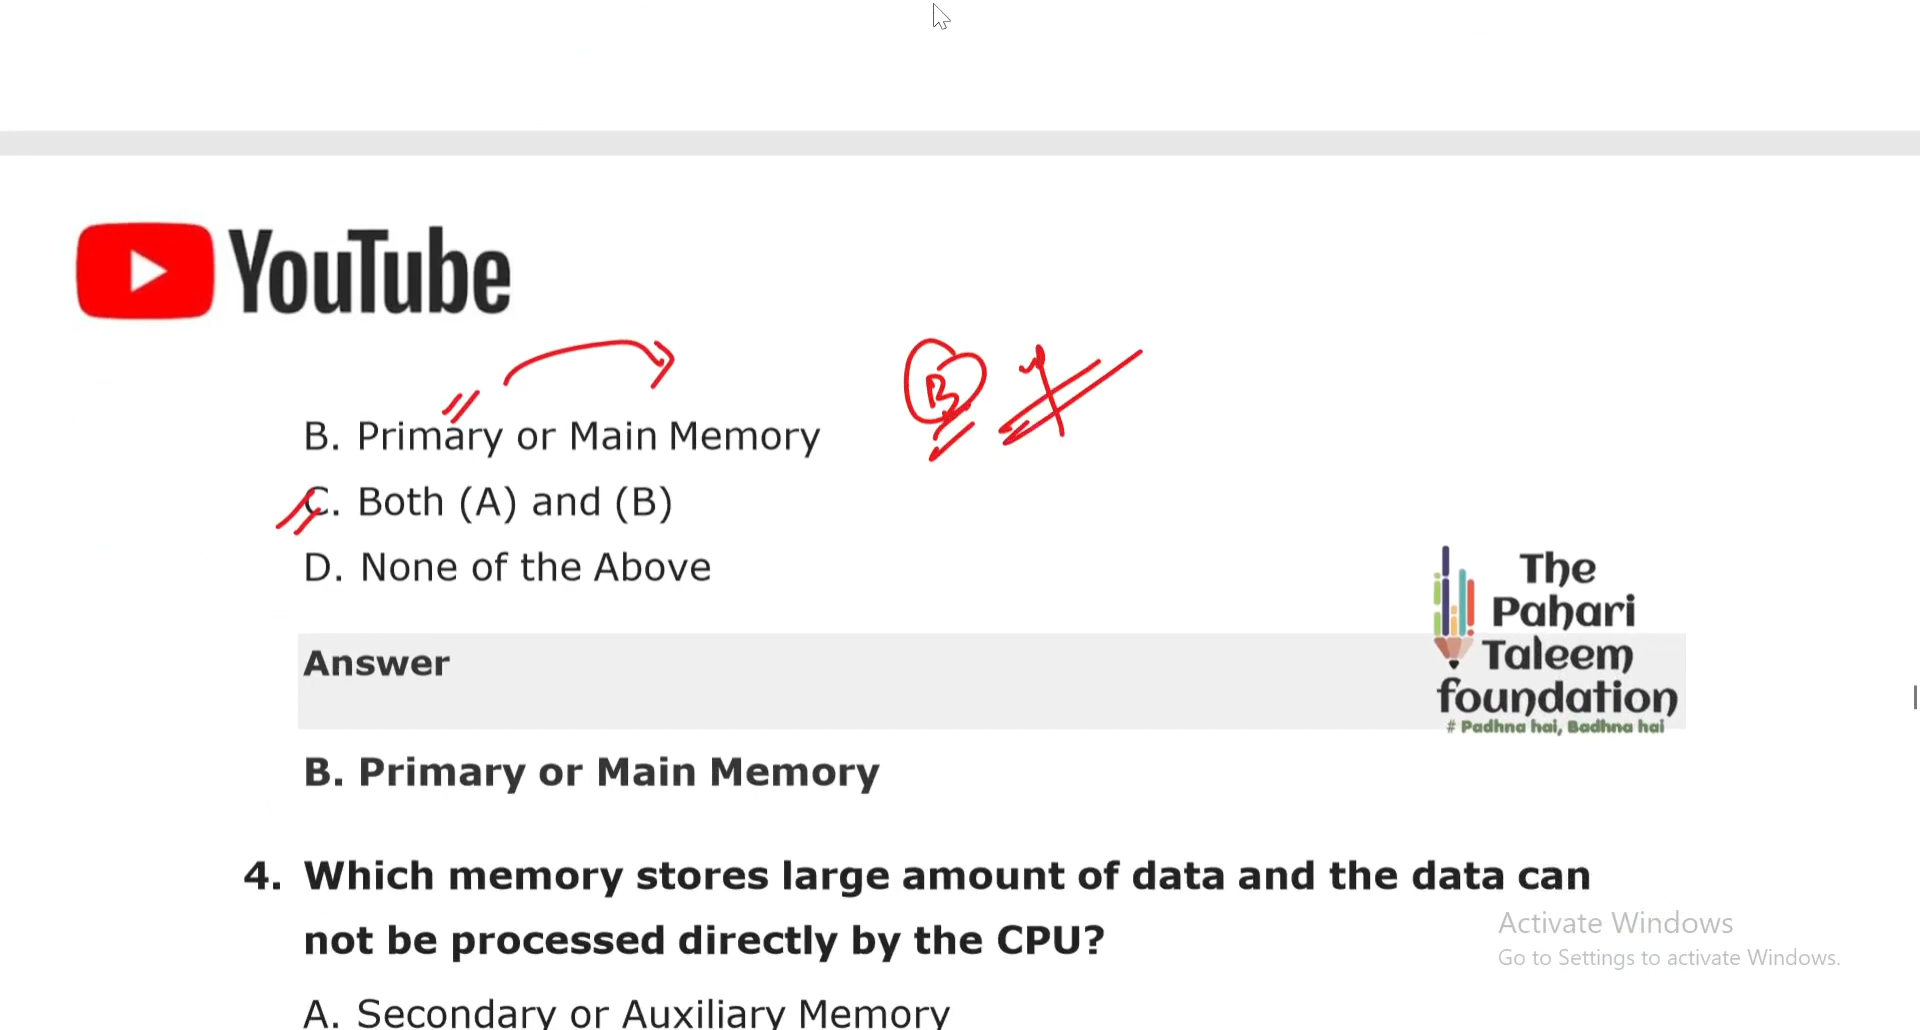 YouTube
B
B. Primary or Main Memory
C. Both (A) and (B)
D. None of the Above
The
Pahari
Taleem
foundation
# Padhna hai, Badhna hai
Answer
B. Primary or Main Memory
4. Which memory stores large amount of data and the data can
not be processed directly by the CPU?
Activate Windows
Go to Settings to activate Windows.
A. Secondary or Auxiliary Memory